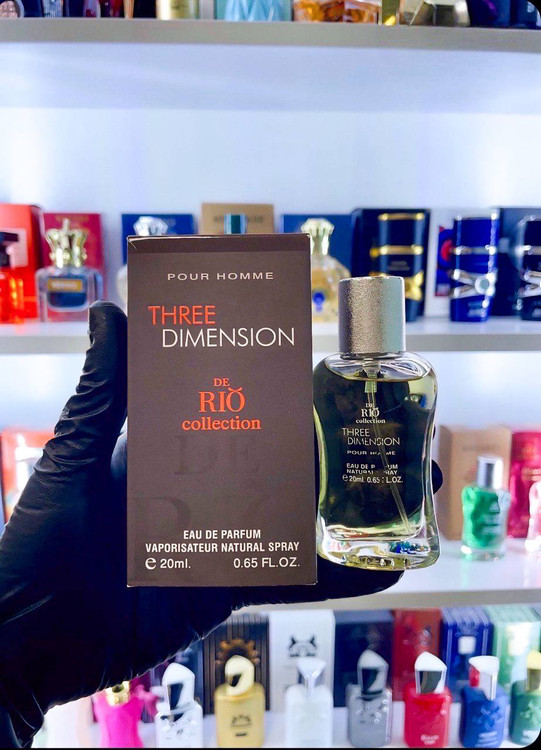 POUR HOMME
THREE
DIMENSION
DE
RIO
collection
EAU DE PARFUM
VAPORISATEUR NATURAL SPRAY
e 20ml. 0.65 FL.OZ.
DE
RIO
collection
THREE
DIMENSION
POUR HOMME
EAU DE PARFUM
NATURAL SPRAY
e 20ml. 0.65 FL.OZ.